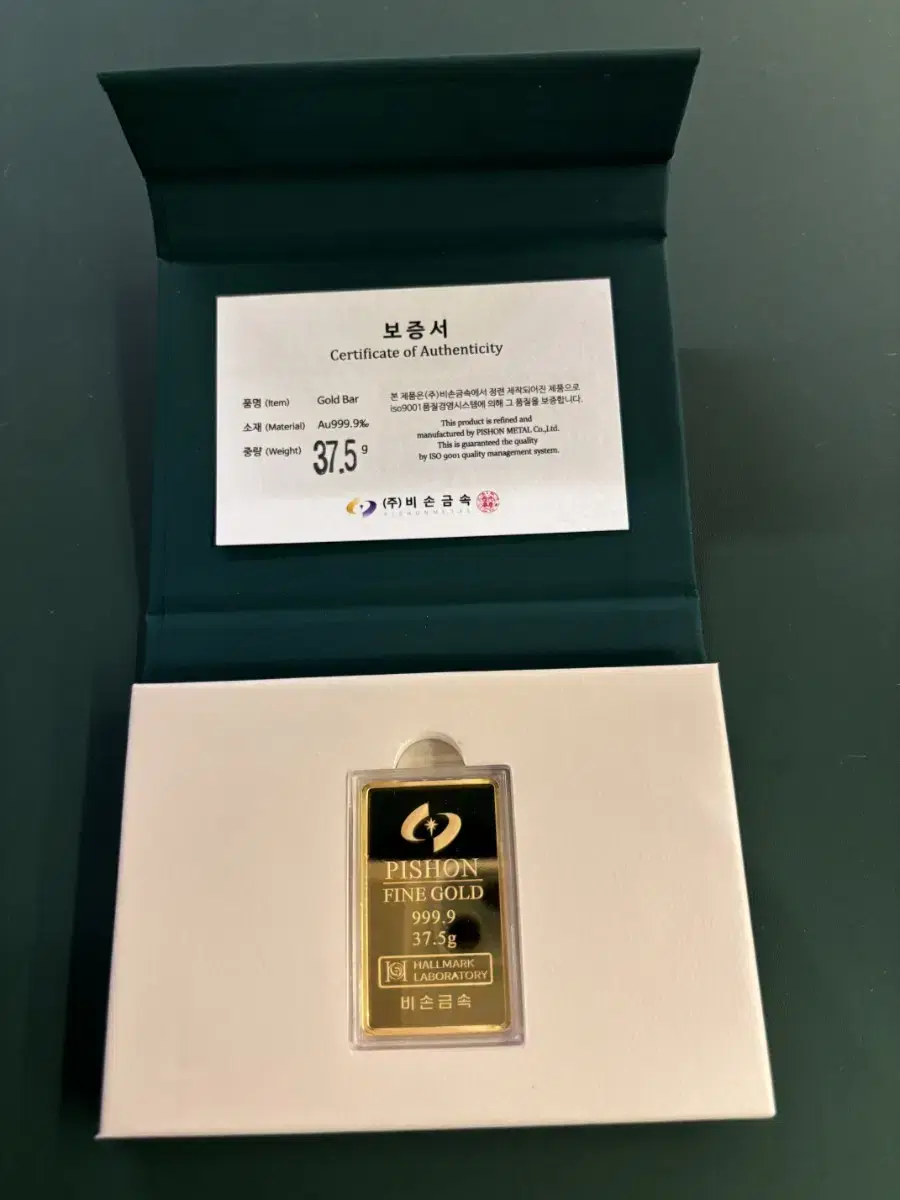 보증서
Certificate of Authenticity
품명 (Item) Gold Bar
소재 (Material) Au999.9‰
중량 (Weight) 37.5 g
본 제품은(주)비손금속에서 정련 제작되어진 제품으로
iso9001품질경영시스템에 의해 그 품질을 보증합니다.
This product is refined and
manufactured by PISHON METAL Co.,Ltd.
This is guaranteed the quality
by ISO 9001 quality management system.
(주)비손금속
PISHON METAL
PISHON
FINE GOLD
999.9
37.5g
HALLMARK
LABORATORY
비손금속